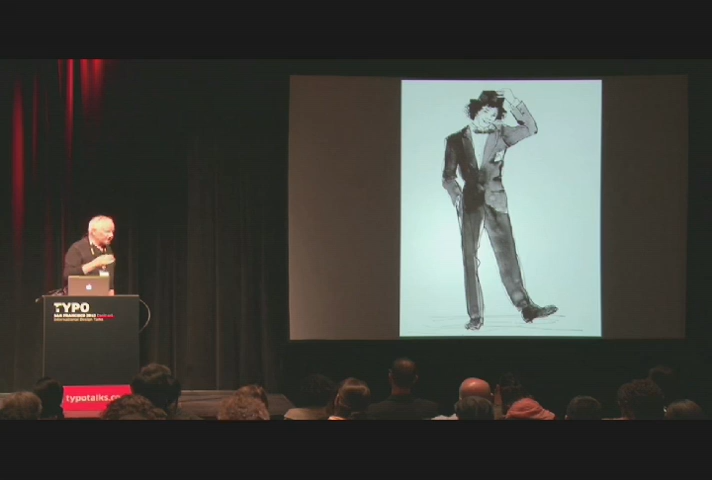 TYPO
SAN FRANCISCO 2012
International Design Talks
typotalks.co